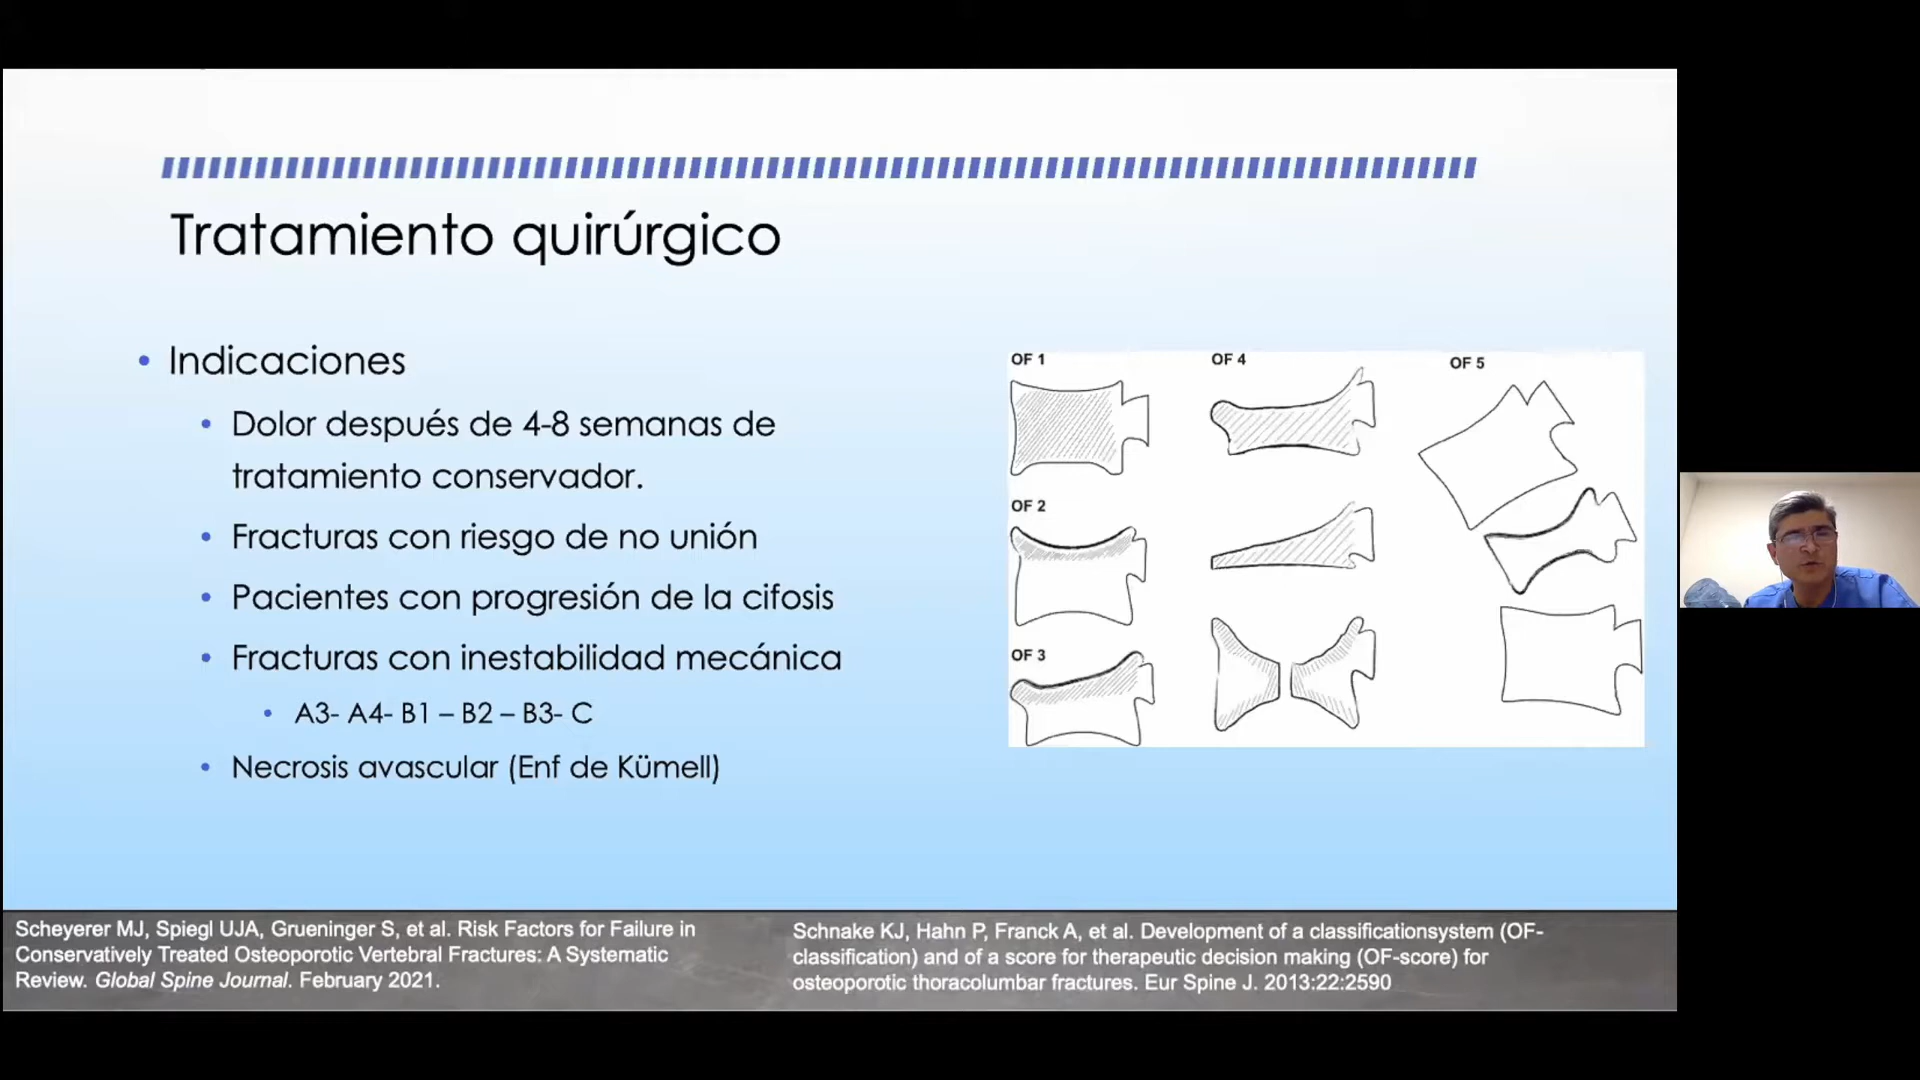 Tratamiento quirúrgico
• Indicaciones
• Dolor después de 4-8 semanas de
tratamiento conservador.
• Fracturas con riesgo de no unión
• Pacientes con progresión de la cifosis
• Fracturas con inestabilidad mecánica
• A3- A4- B1 – B2 – B3- C
• Necrosis avascular (Enf de Kümell)
OF 1
OF 2
OF 3
OF 4
OF 5
Scheyerer MJ, Spiegl UJA, Grueninger S, et al. Risk Factors for Failure in
Conservatively Treated Osteoporotic Vertebral Fractures: A Systematic
Review. Global Spine Journal. February 2021.
Schnake KJ, Hahn P, Franck A, et al. Development of a classificationsystem (OF-
classification) and of a score for therapeutic decision making (OF-score) for
osteoporotic thoracolumbar fractures. Eur Spine J. 2013:22:2590